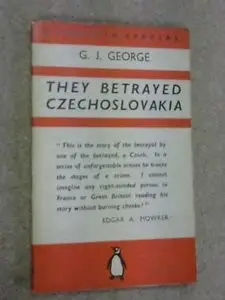 A PENGUIN SPECIAL
G. J. GEORGE
THEY BETRAYED
CZECHOSLOVAKIA
"This is the story of the betrayal by
one of the betrayed, a Czech. In a
series of unforgettable scenes he tracks
the stages of a crime. I cannot
imagine any right-minded person in
France or Great Britain reading his
story without burning cheeks!"
EDGAR A. MOWRER